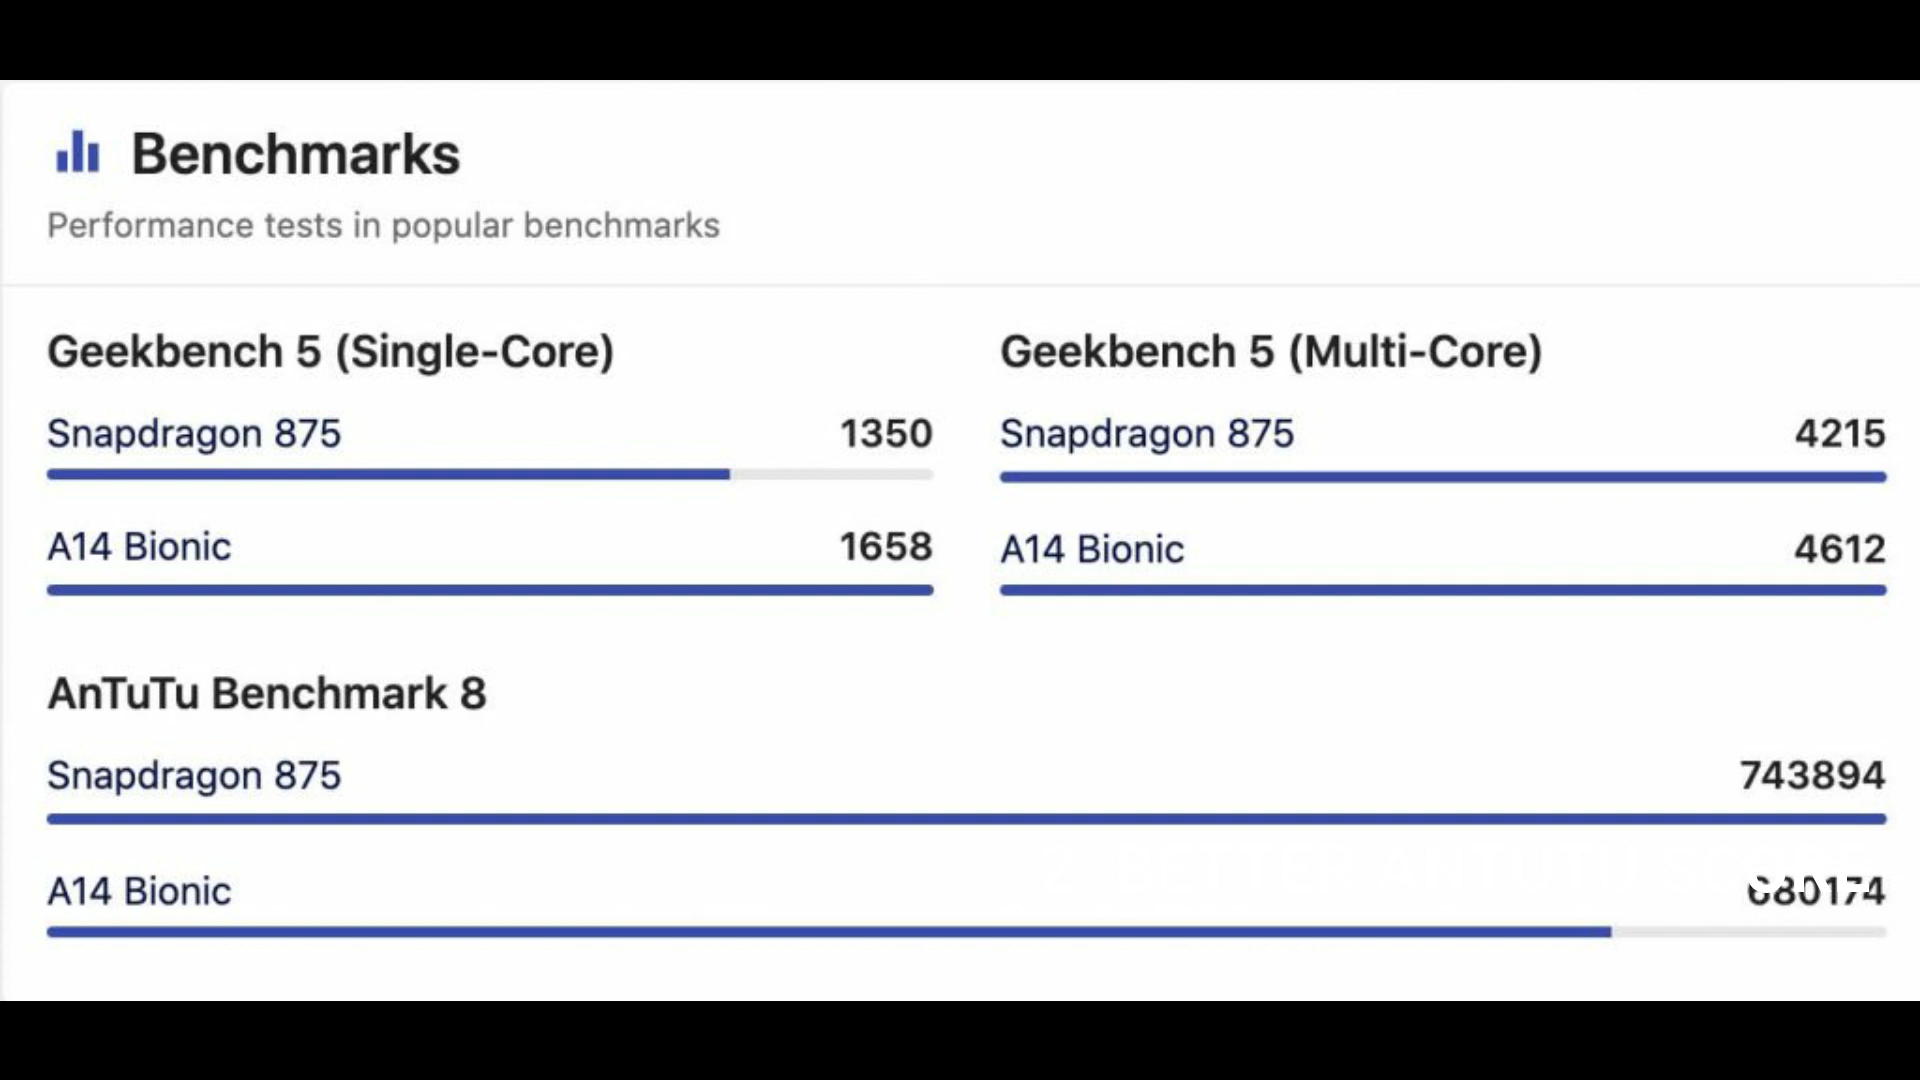 Benchmarks
Performance tests in popular benchmarks
Geekbench 5 (Single-Core)
Snapdragon 875 1350
A14 Bionic 1658
Geekbench 5 (Multi-Core)
Snapdragon 875 4215
A14 Bionic 4612
AnTuTu Benchmark 8
Snapdragon 875 743894
A14 Bionic